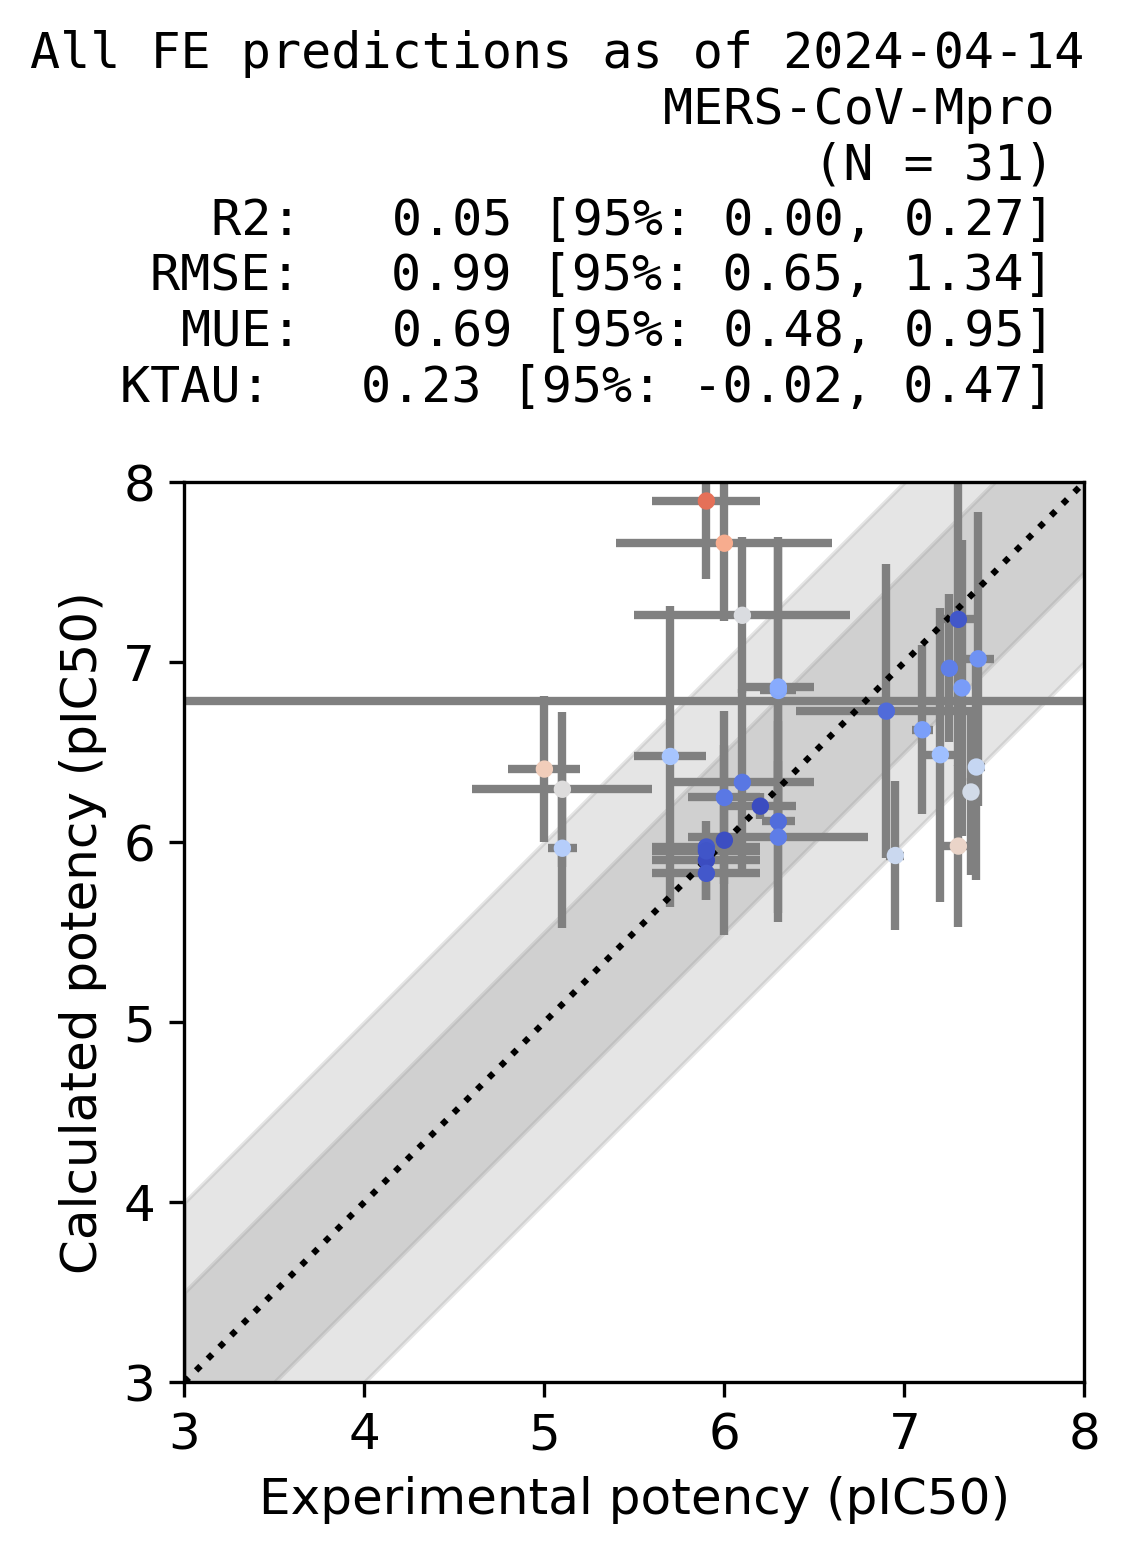 All FE predictions as of 2024-04-14
MERS-CoV-Mpro
(N = 31)
R2: 0.05 [95%: 0.00, 0.27]
RMSE: 0.99 [95%: 0.65, 1.34]
MUE: 0.69 [95%: 0.48, 0.95]
KTAU: 0.23 [95%: -0.02, 0.47]
8
7
6
5
4
3
Calculated potency (pIC50)
3 4 5 6 7 8
Experimental potency (pIC50)